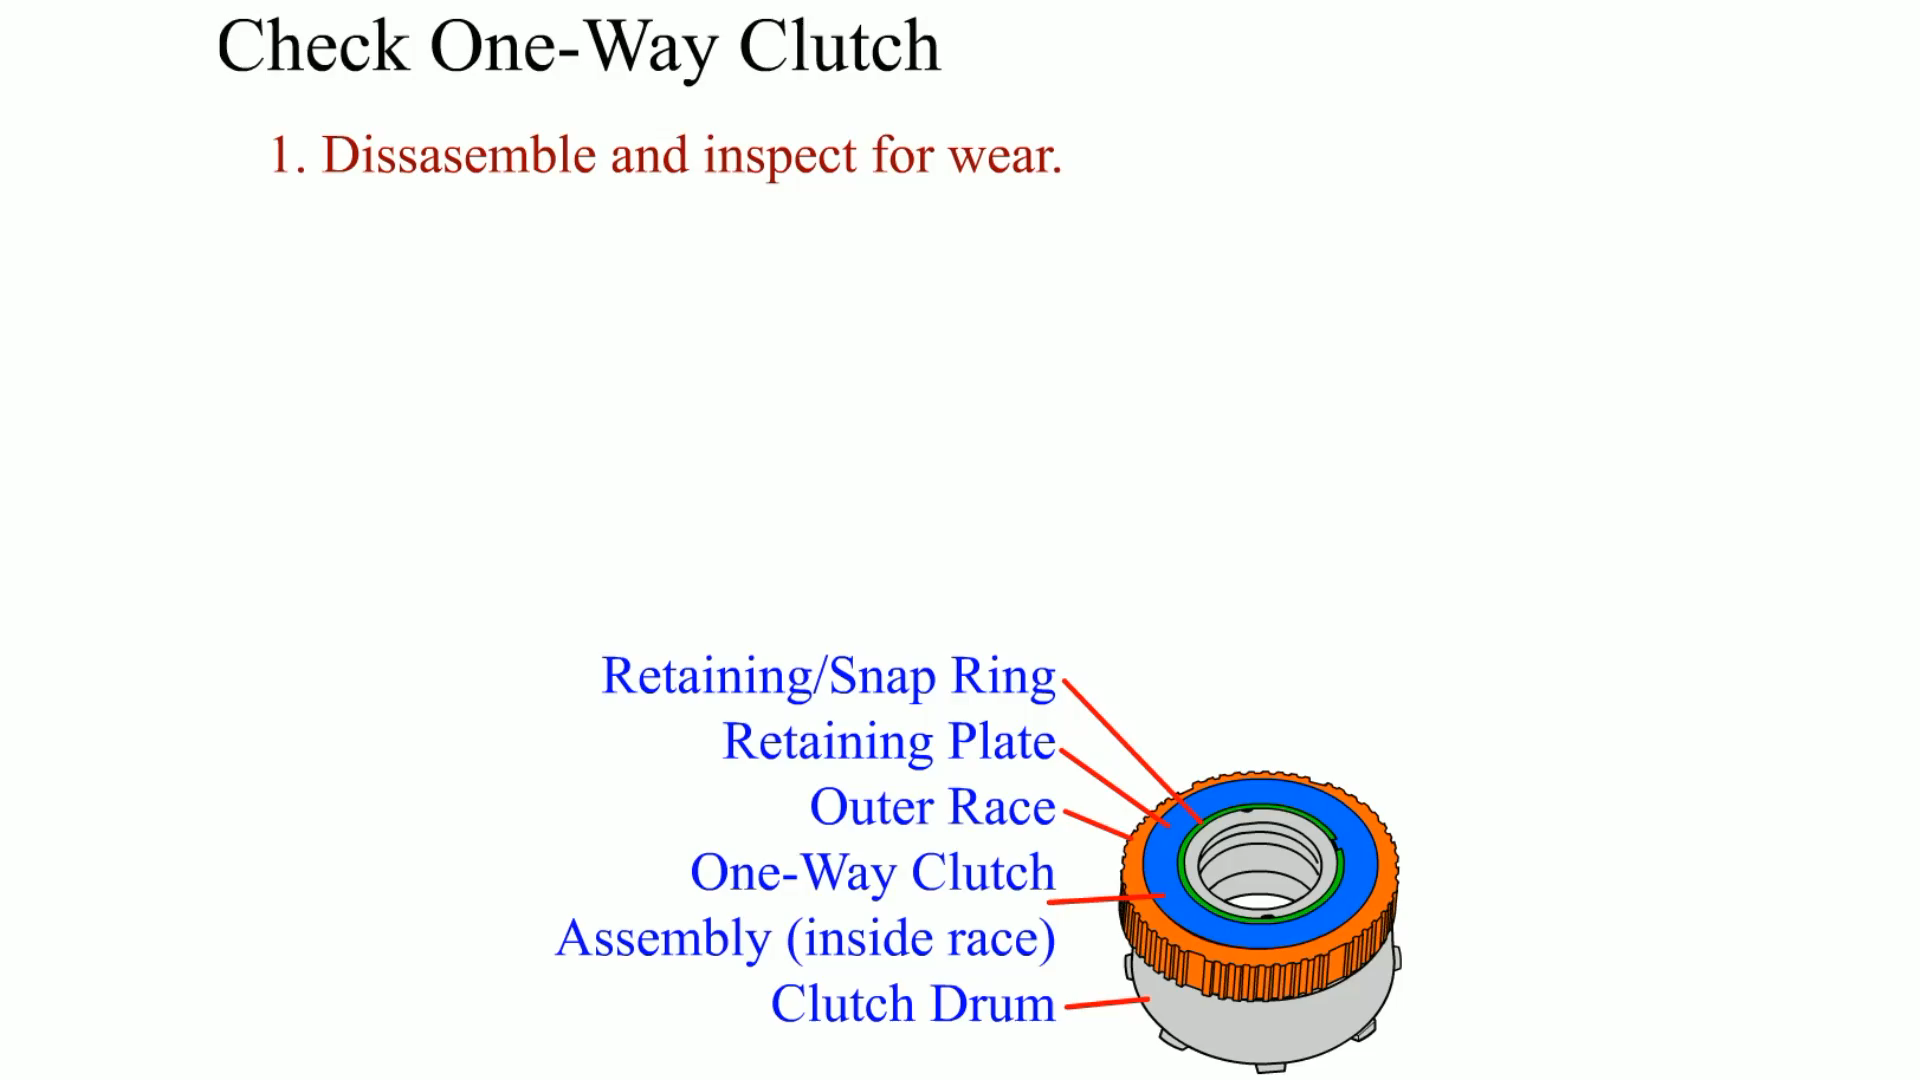 Check One-Way Clutch
1. Dissasemble and inspect for wear.
Retaining/Snap Ring
Retaining Plate
Outer Race
One-Way Clutch
Assembly (inside race)
Clutch Drum